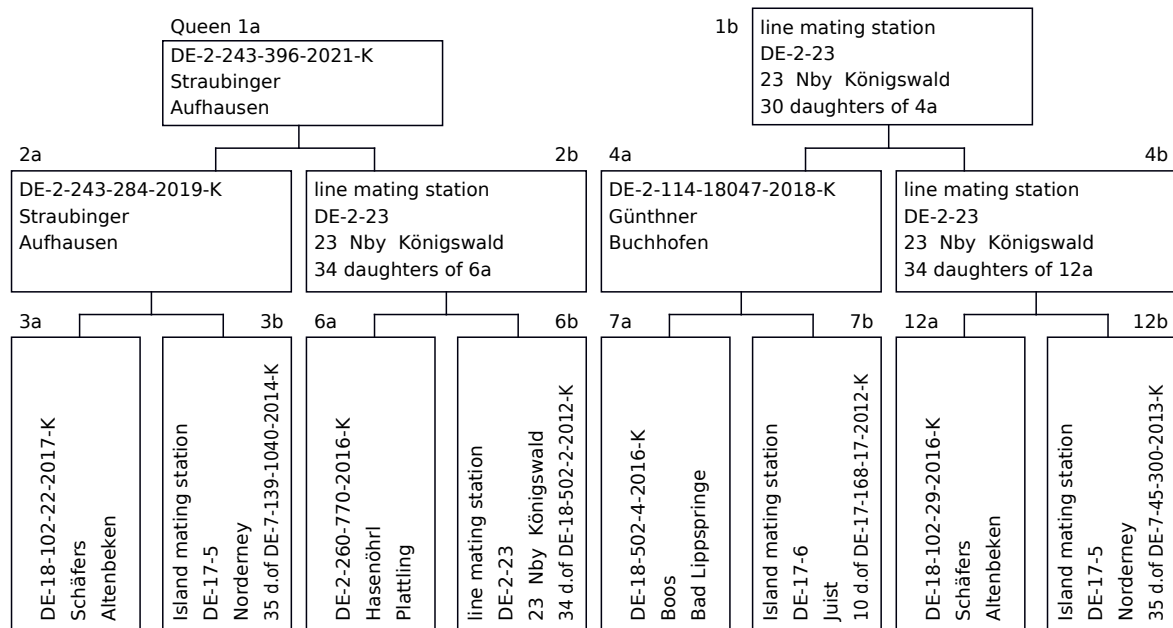 Queen 1a
DE-2-243-396-2021-K
Straubinger
Aufhausen
1b
line mating station
DE-2-23
23 Nby Königswald
30 daughters of 4a
2a
DE-2-243-284-2019-K
Straubinger
Aufhausen
2b
line mating station
DE-2-23
23 Nby Königswald
34 daughters of 6a
4a
DE-2-114-18047-2018-K
Günthner
Buchhofen
4b
line mating station
DE-2-23
23 Nby Königswald
34 daughters of 12a
3a
DE-18-102-22-2017-K
Schäfers
Altenbeken
3b
Island mating station
DE-17-5
Norderney
35 d.of DE-7-139-1040-2014-K
6a
DE-2-260-770-2016-K
Hasenöhrl
Plattling
6b
line mating station
DE-2-23
23 Nby Königswald
34 d.of DE-18-502-2-2012-K
7a
DE-18-502-4-2016-K
Boos
Bad Lippspringe
7b
Island mating station
DE-17-6
Juist
10 d.of DE-17-168-17-2012-K
12a
DE-18-102-29-2016-K
Schäfers
Altenbeken
12b
Island mating station
DE-17-5
Norderney
35 d.of DE-7-45-300-2013-K